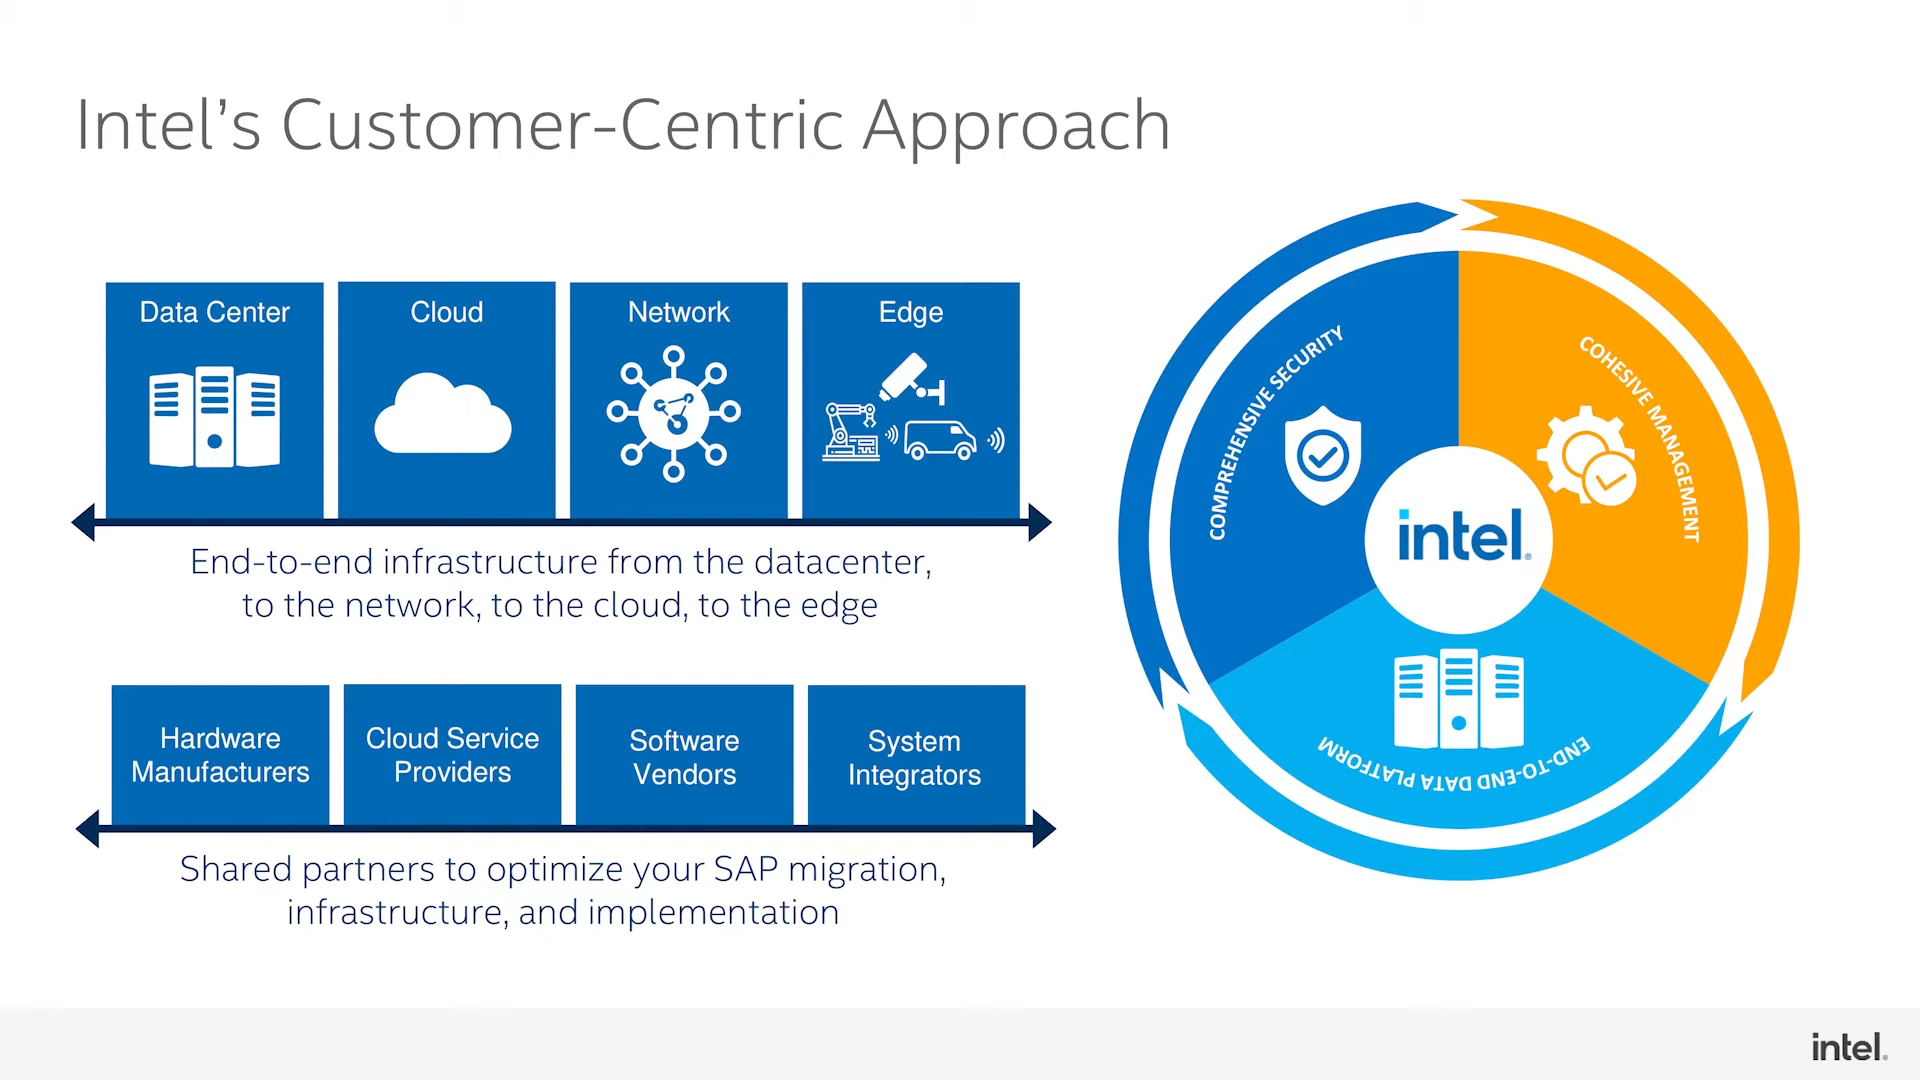 Intel’s Customer-Centric Approach
Data Center
Cloud
Network
Edge
End-to-end infrastructure from the datacenter,
to the network, to the cloud, to the edge
Hardware
Manufacturers
Cloud Service
Providers
Software
Vendors
System
Integrators
Shared partners to optimize your SAP migration,
infrastructure, and implementation
COMPREHENSIVE SECURITY
COHESIVE MANAGEMENT
intel®
END-TO-END DATA PLATFORM
intel®